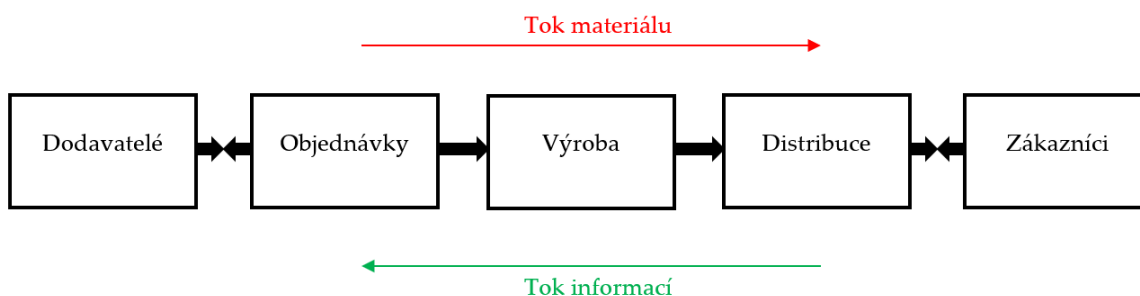 Tok materiálu
Dodavatelé
Objednávky
Výroba
Distribuce
Zákazníci
Tok informací